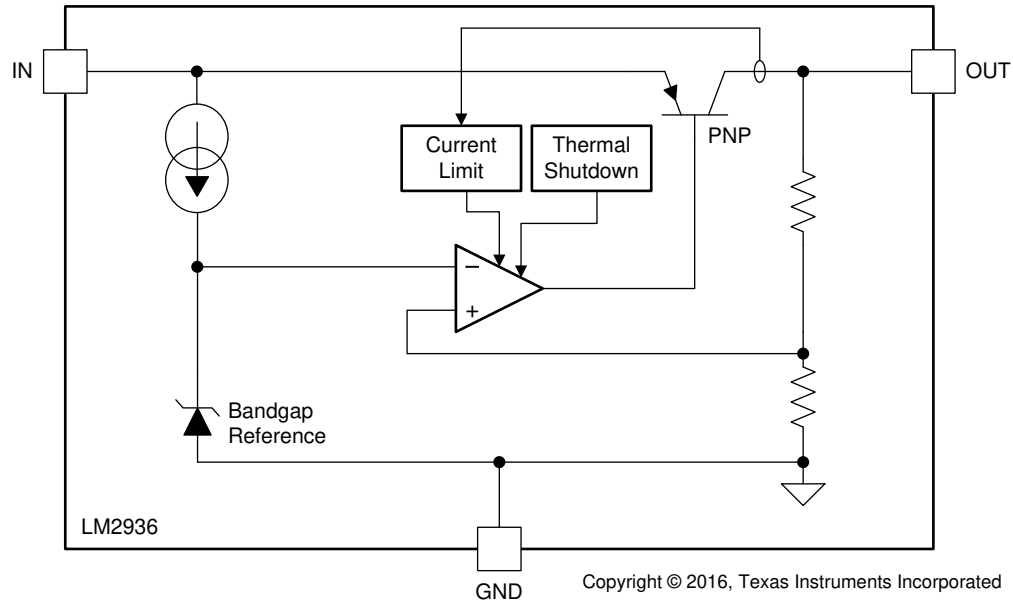 IN
OUT
PNP
Current
Limit
Thermal
Shutdown
−
+
Bandgap
Reference
LM2936
GND
Copyright © 2016, Texas Instruments Incorporated